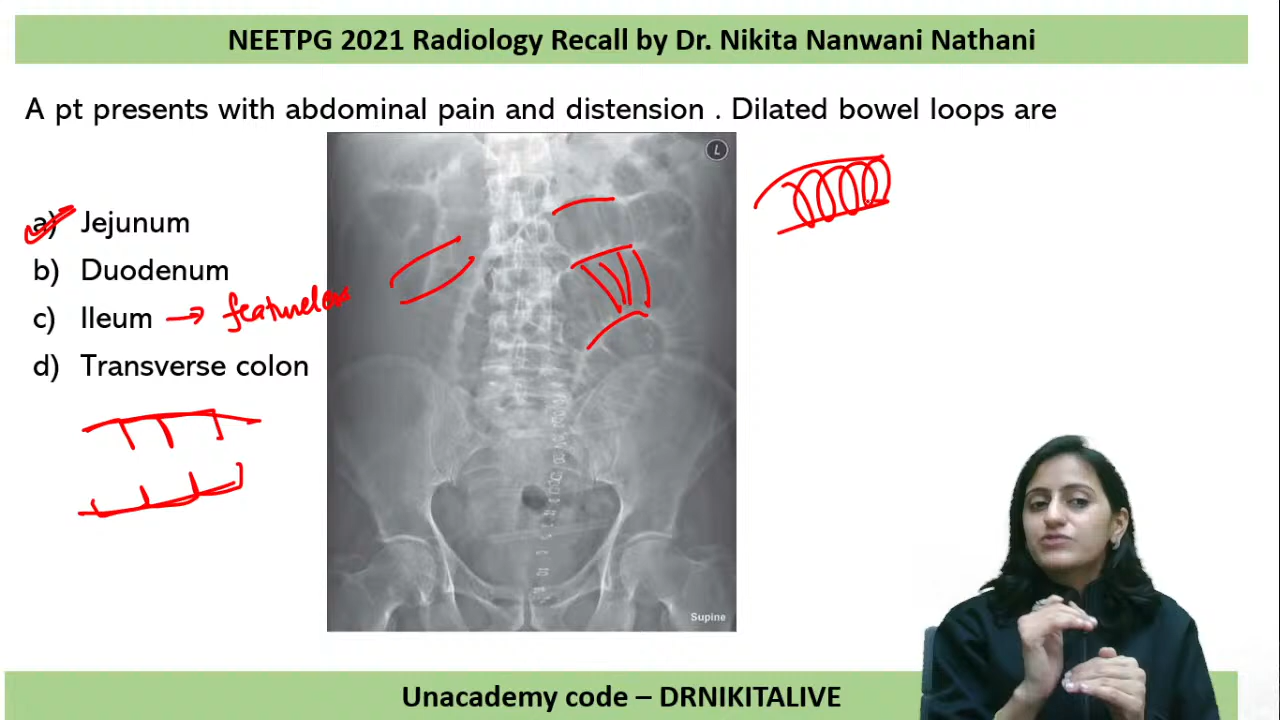 NEETPG 2021 Radiology Recall by Dr. Nikita Nanwani Nathani
A pt presents with abdominal pain and distension . Dilated bowel loops are
L
a) Jejunum
b) Duodenum
c) Ileum → featureless
d) Transverse colon
Supine
Unacademy code – DRNIKITALIVE